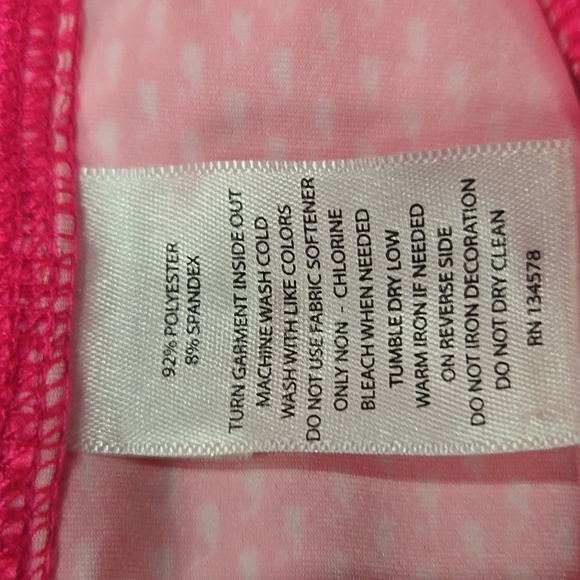 92% POLYESTER
8% SPANDEX
TURN GARMENT INSIDE OUT
MACHINE WASH COLD
WASH WITH LIKE COLORS
DO NOT USE FABRIC SOFTENER
ONLY NON - CHLORINE
BLEACH WHEN NEEDED
TUMBLE DRY LOW
WARM IRON IF NEEDED
ON REVERSE SIDE
DO NOT IRON DECORATION
DO NOT DRY CLEAN
RN 134578